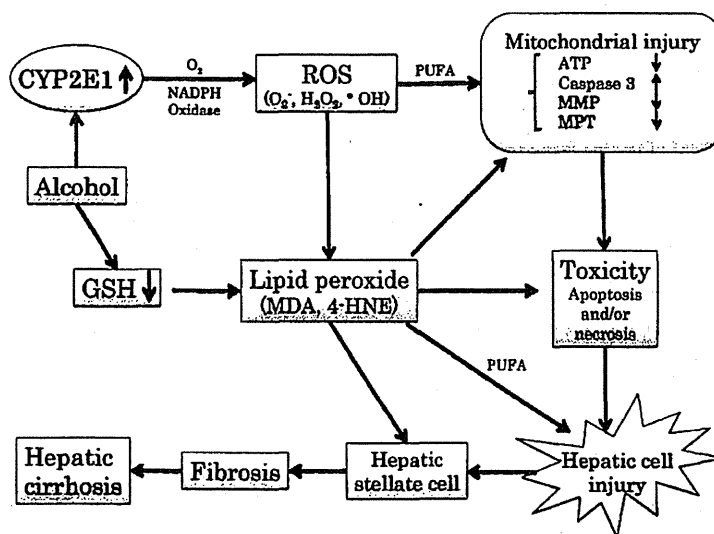 CYP2E1
O₂
NADPH
Oxidase
ROS
(O₂⁻, H₂O₂, •OH)
PUFA
Mitochondrial injury
ATP ↓
Caspase 3 ↑
MMP ↓
MPT ↓
Alcohol
GSH ↓
Lipid peroxide
(MDA, 4-HNE)
Toxicity
Apoptosis
and/or
necrosis
PUFA
Hepatic
cirrhosis
Fibrosis
Hepatic
stellate cell
Hepatic cell
injury